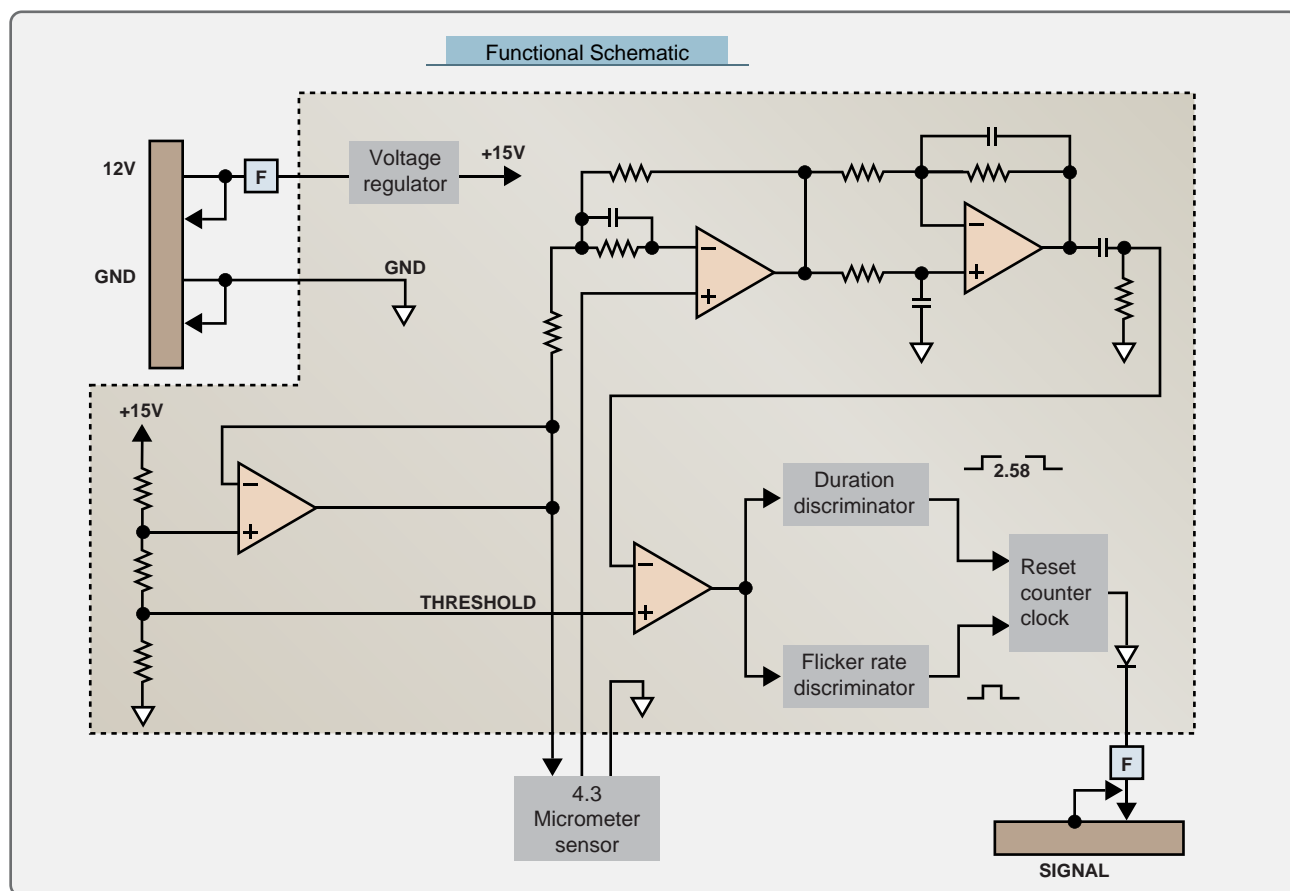 Functional Schematic
12V
F
Voltage
regulator
+15V
GND
GND
+15V
−
+
−
+
−
+
THRESHOLD
−
+
Duration
discriminator
2.58
Reset
counter
clock
Flicker rate
discriminator
4.3
Micrometer
sensor
F
SIGNAL